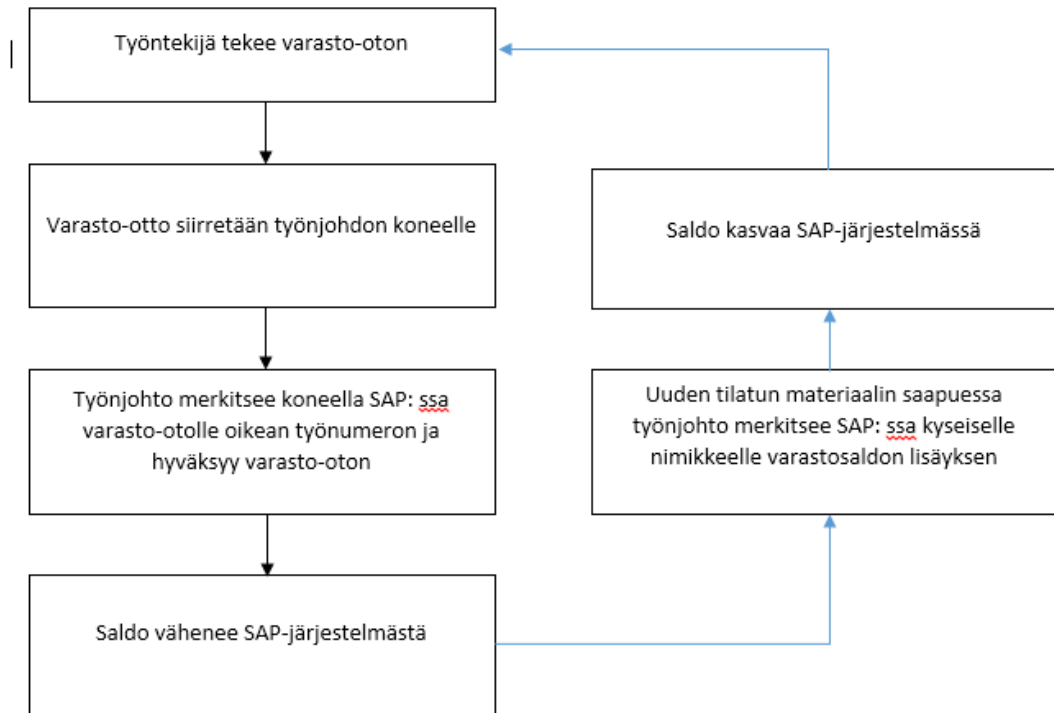 Työntekijä tekee varasto-oton
Varasto-otto siirretään työnjohdon koneelle
Työnjohto merkitsee koneella SAP: ssa
varasto-otolle oikean työnumeron ja
hyväksyy varasto-oton
Saldo vähenee SAP-järjestelmästä
Uuden tilatun materiaalin saapuessa
työnjohto merkitsee SAP: ssa kyseiselle
nimikkeelle varastosaldon lisäyksen
Saldo kasvaa SAP-järjestelmässä